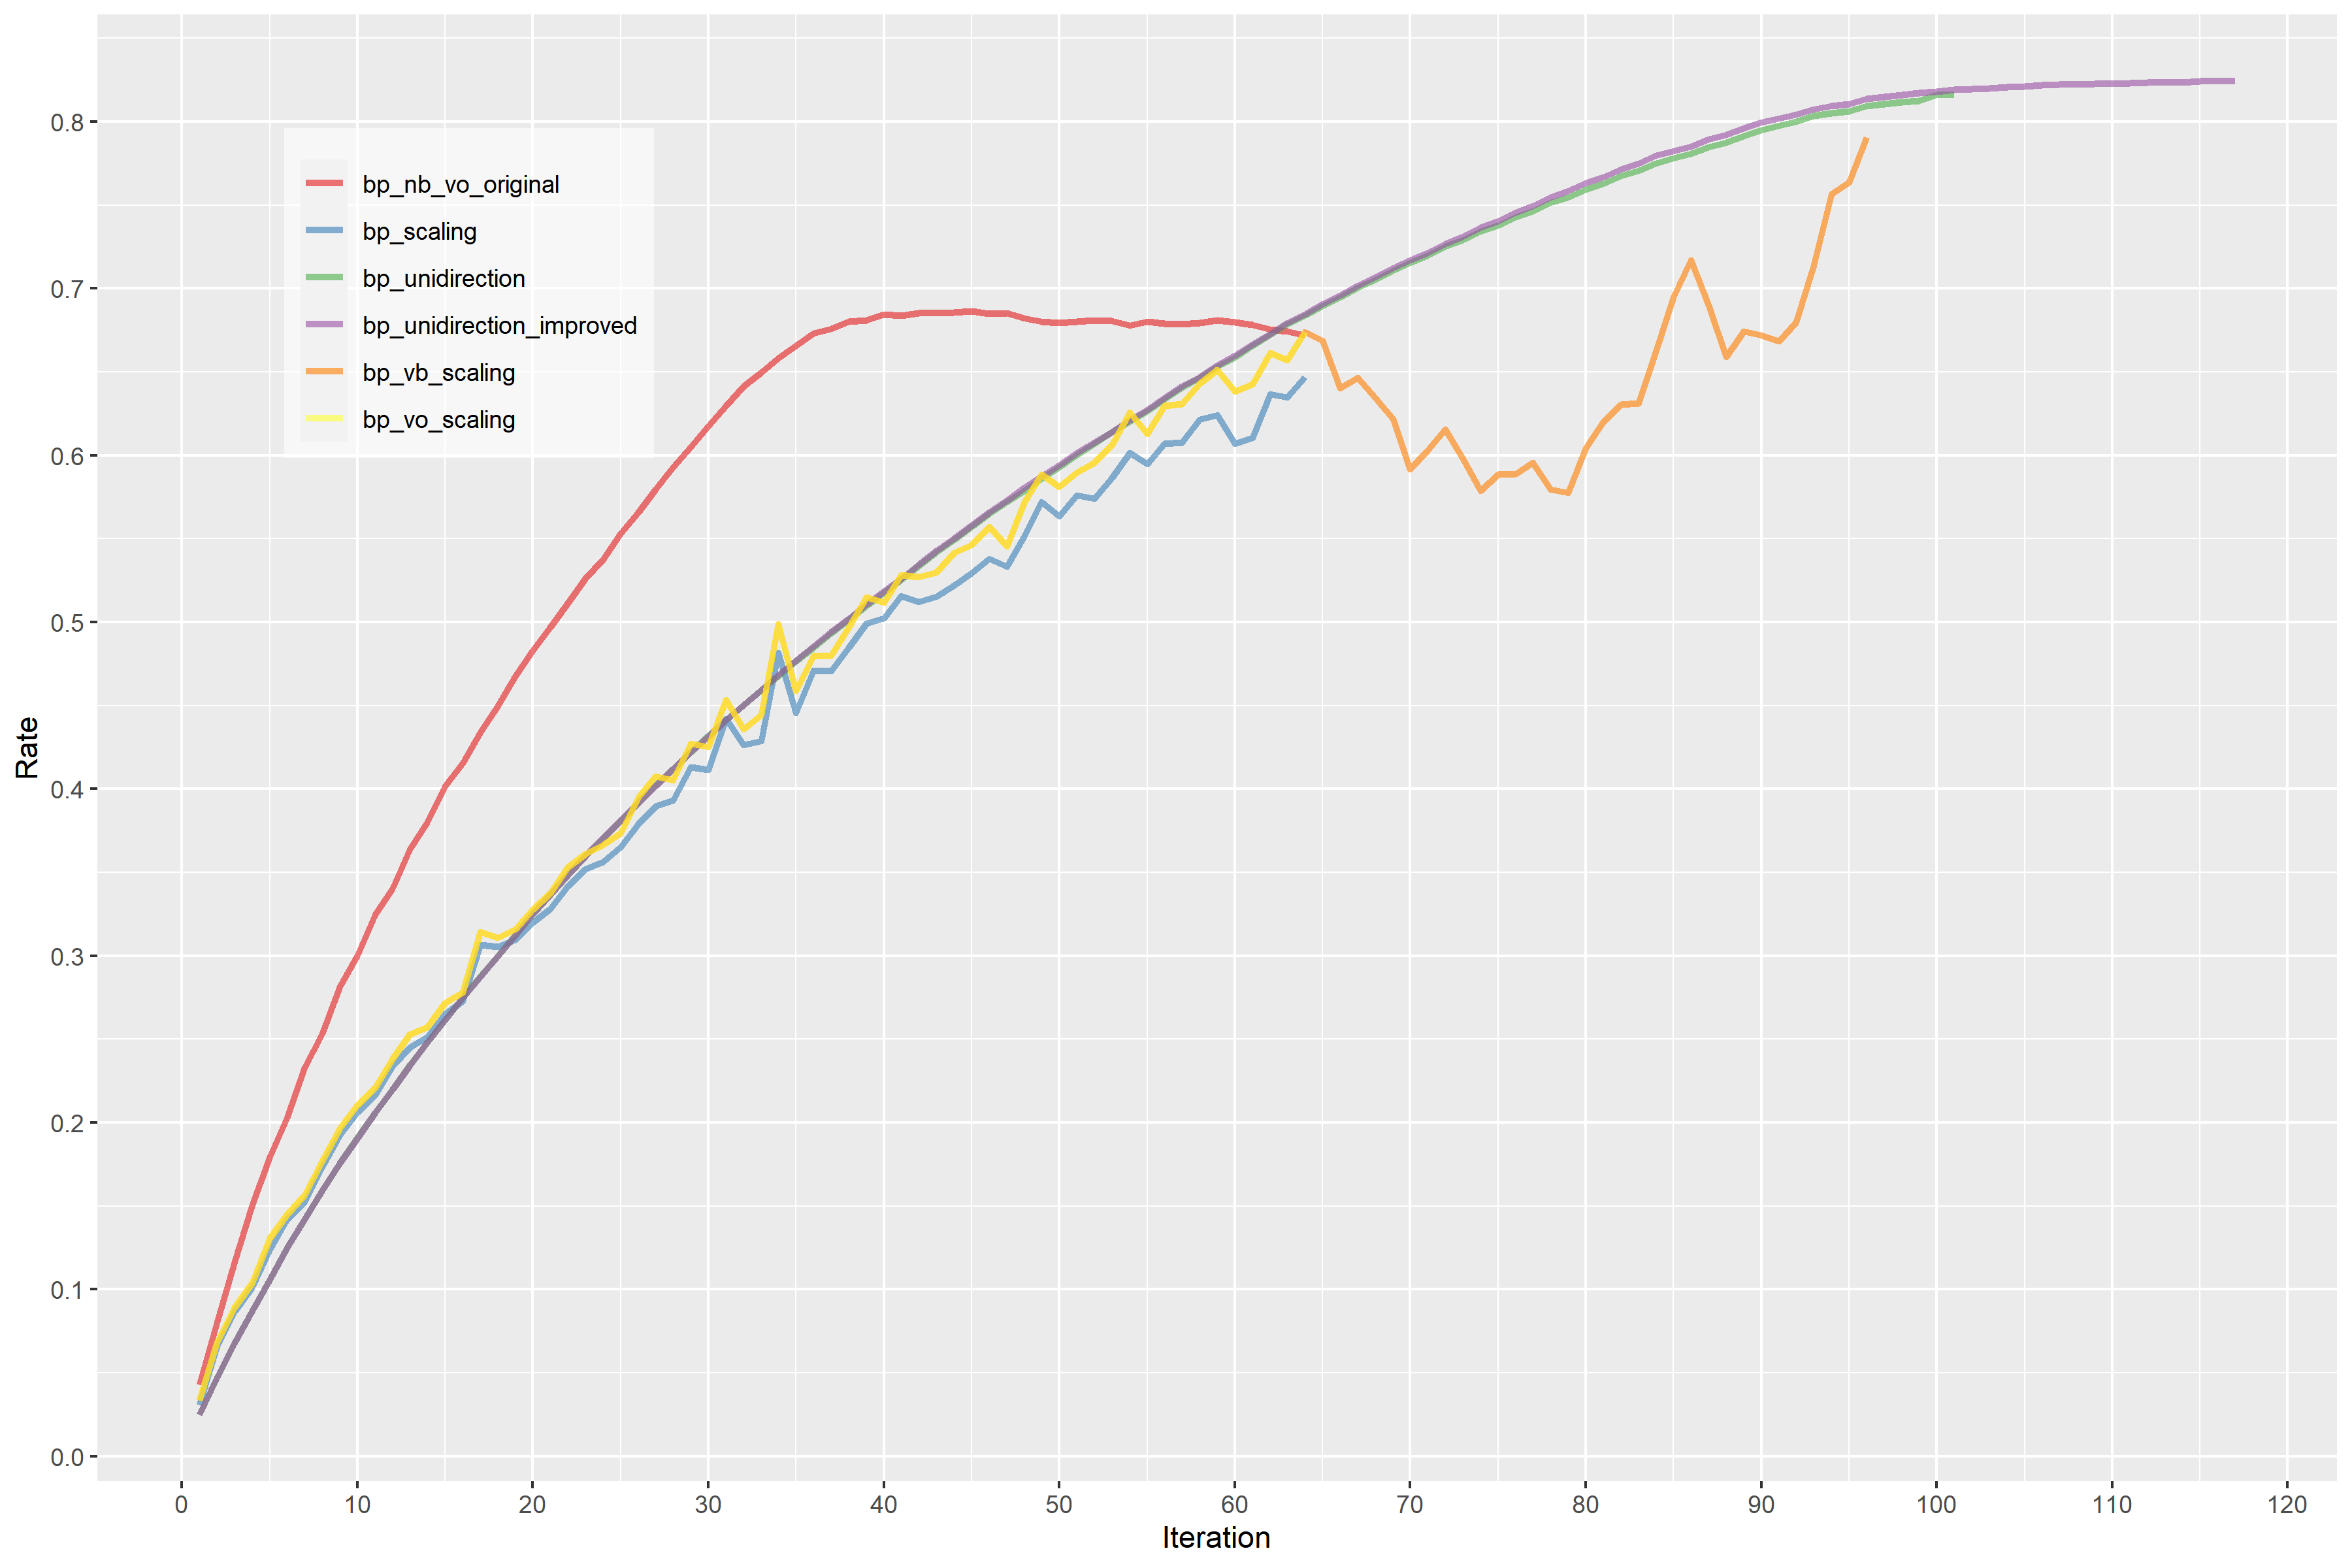 bp_nb_vo_original
bp_scaling
bp_unidirection
bp_unidirection_improved
bp_vb_scaling
bp_vo_scaling
Rate
0.8
0.7
0.6
0.5
0.4
0.3
0.2
0.1
0.0
0 10 20 30 40 50 60 70 80 90 100 110 120
Iteration